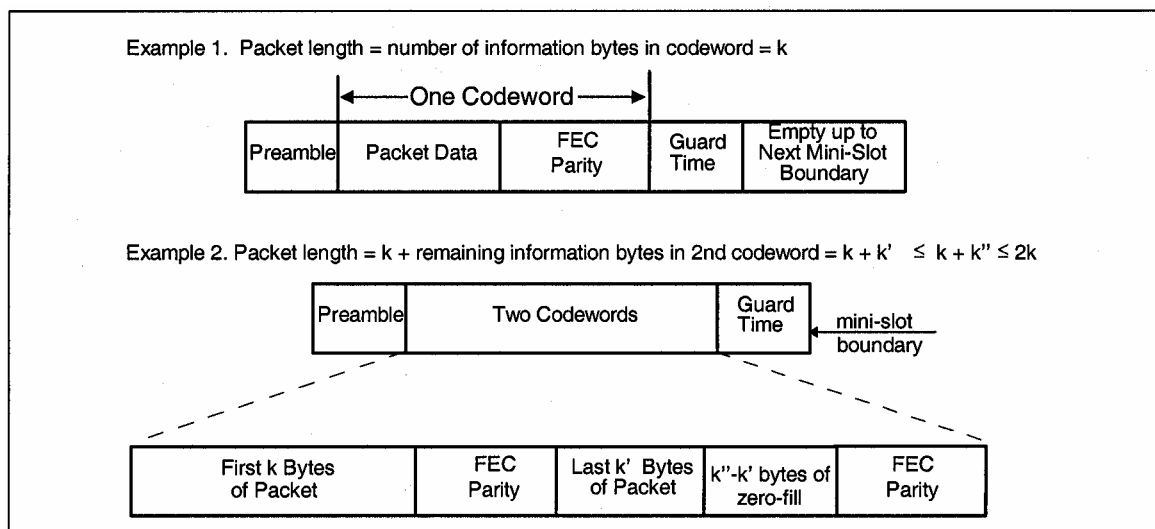 Example 1. Packet length = number of information bytes in codeword = k
One Codeword
Preamble
Packet Data
FEC
Parity
Guard
Time
Empty up to
Next Mini-Slot
Boundary
Example 2. Packet length = k + remaining information bytes in 2nd codeword = k + k' ≤ k + k" ≤ 2k
Preamble
Two Codewords
Guard
Time
mini-slot
boundary
First k Bytes
of Packet
FEC
Parity
Last k' Bytes
of Packet
k"-k' bytes of
zero-fill
FEC
Parity